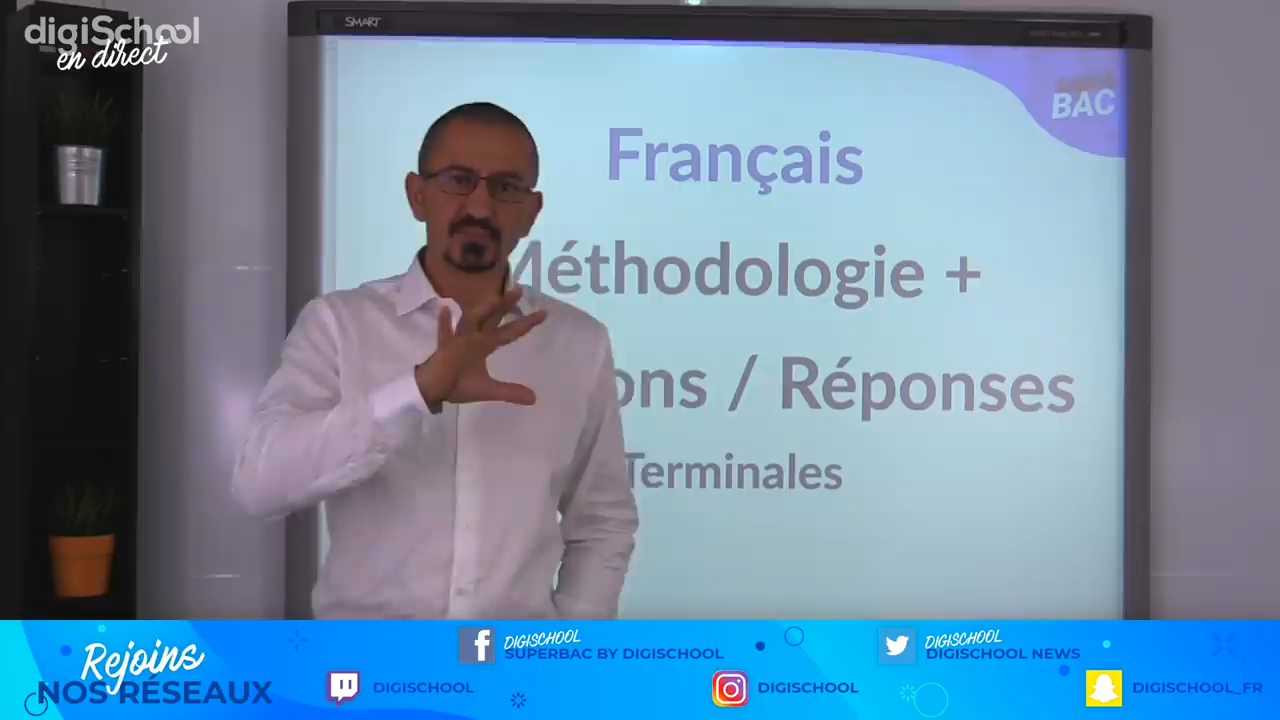 digiSchool
en direct
SMART
BAC
Français
Méthodologie +
ons / Réponses
Terminales
Rejoins
NOS RÉSEAUX
DIGISCHOOL
SUPERBAC BY DIGISCHOOL
DIGISCHOOL
DIGISCHOOL NEWS
DIGISCHOOL
DIGISCHOOL
DIGISCHOOL_FR